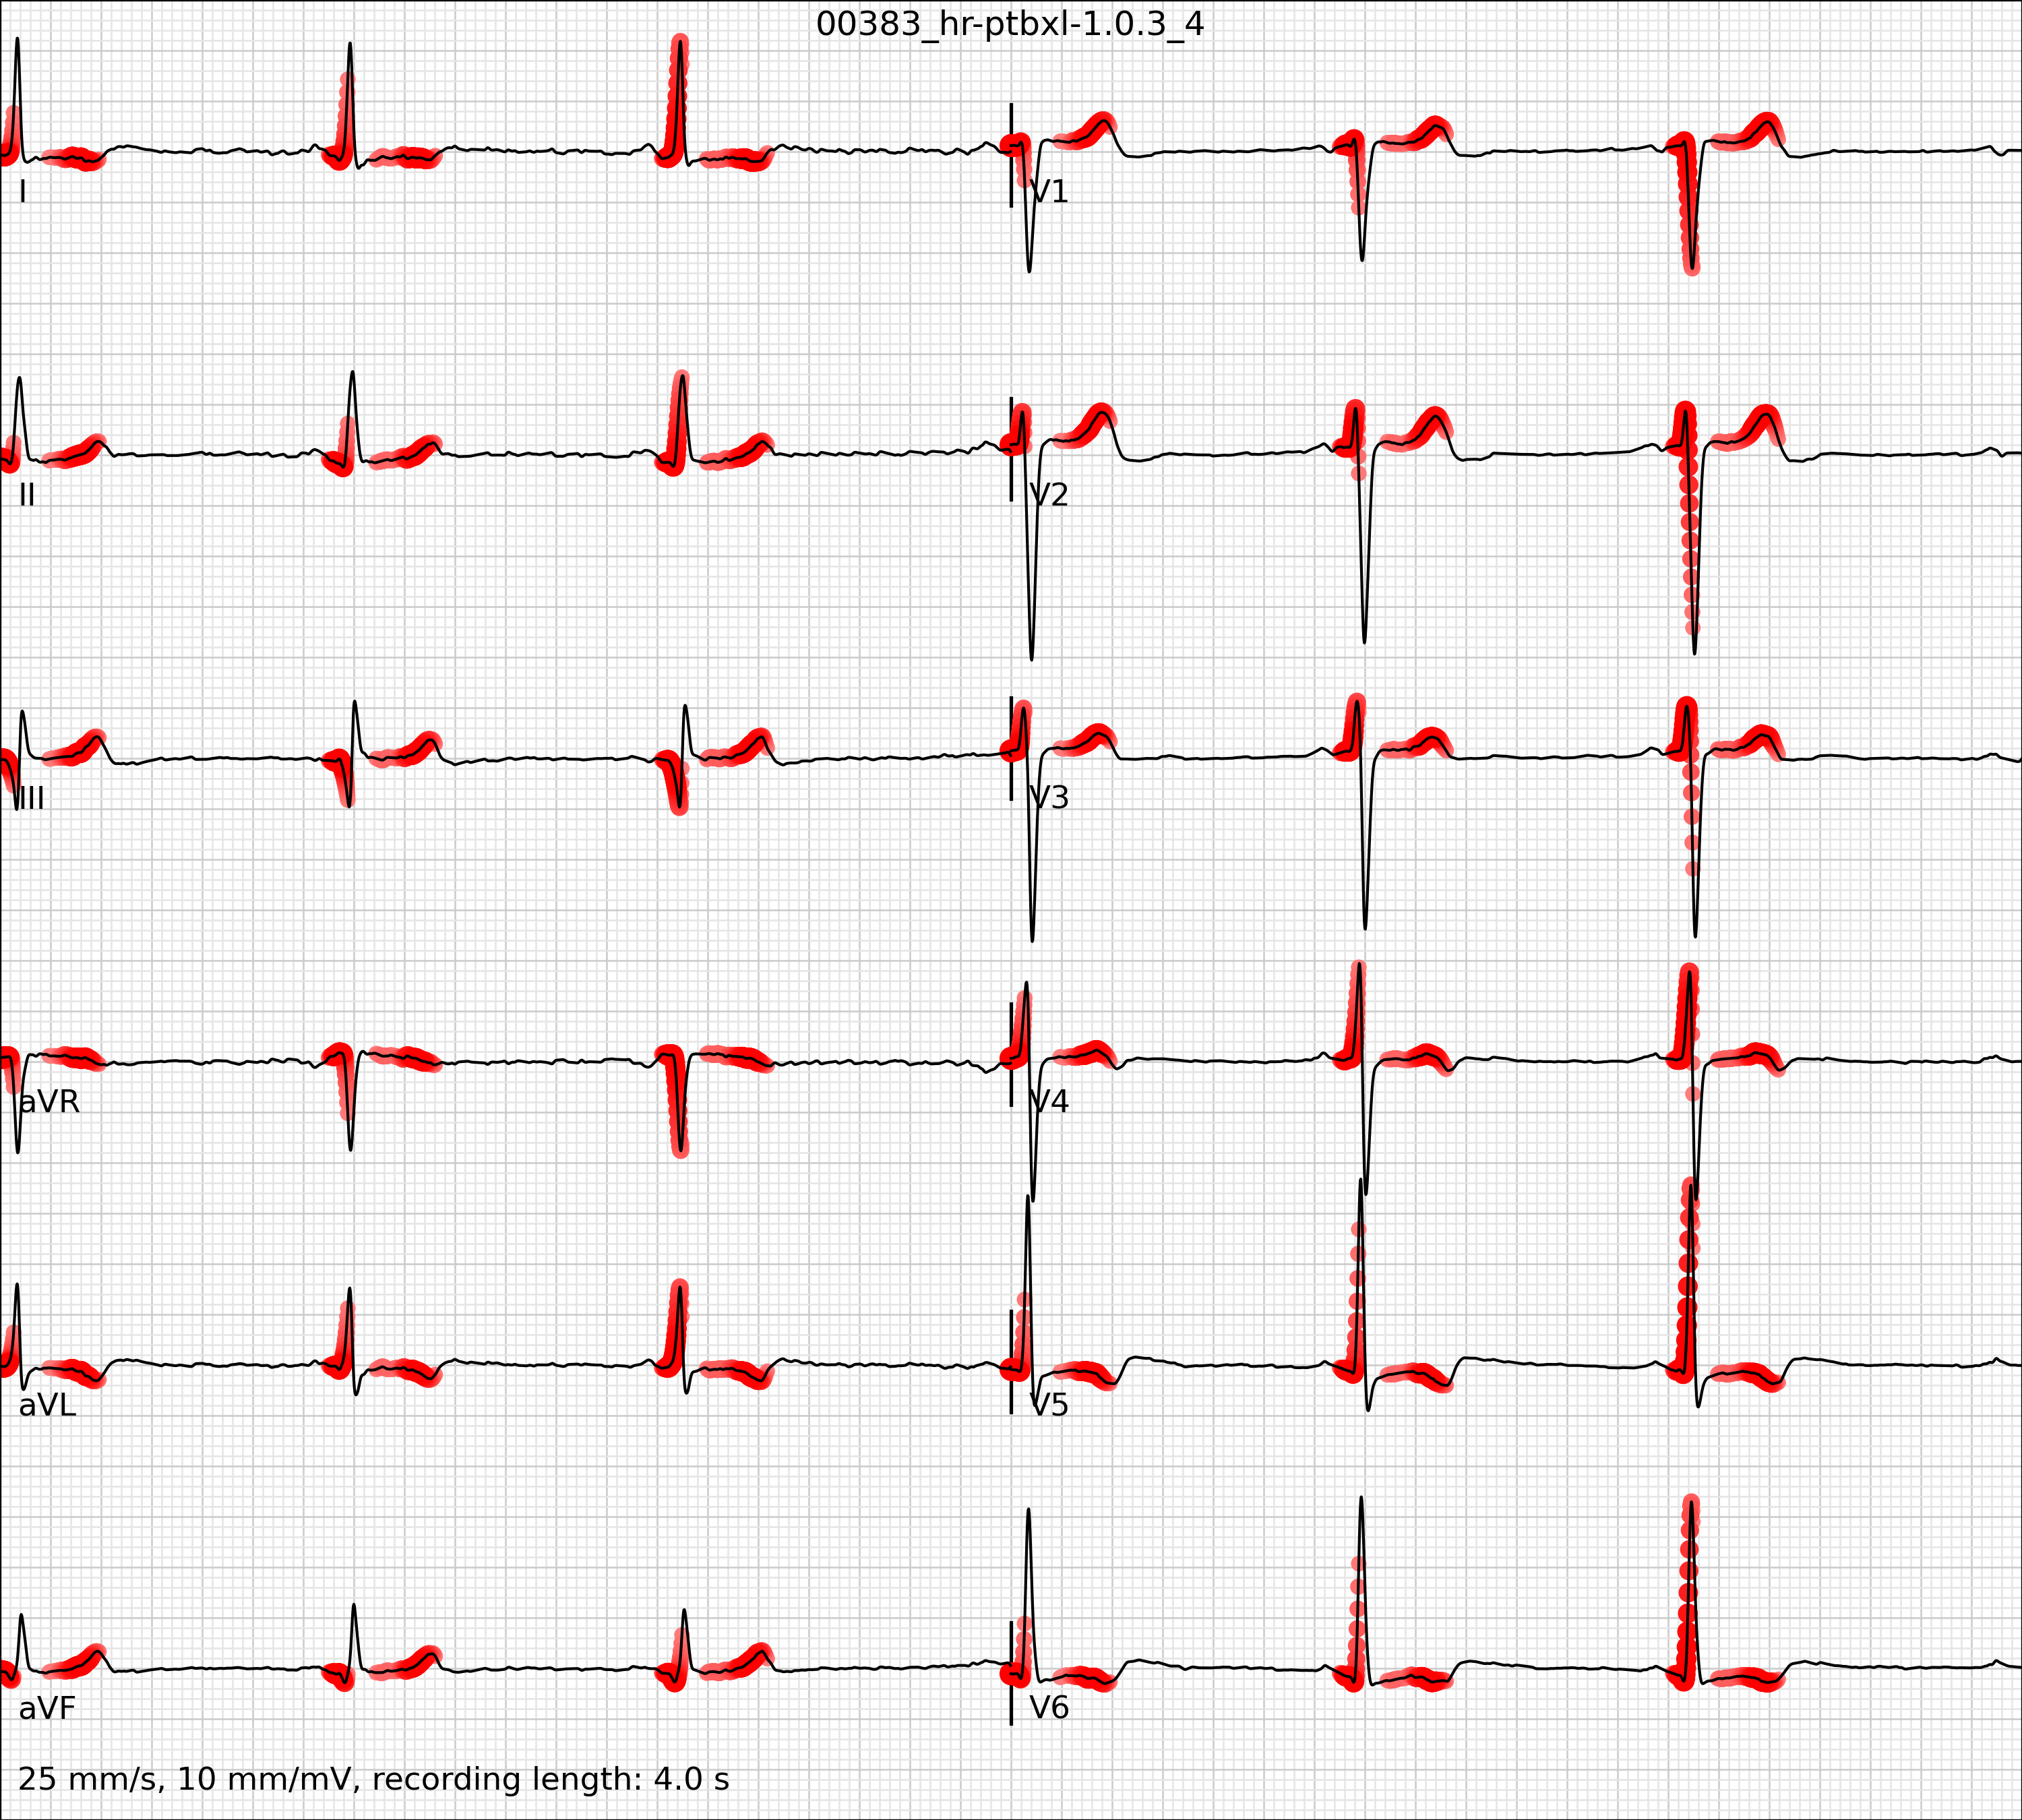 00383_hr-ptbxl-1.0.3_4
I
V1
II
V2
III
V3
aVR
V4
aVL
V5
aVF
V6
25 mm/s, 10 mm/mV, recording length: 4.0 s